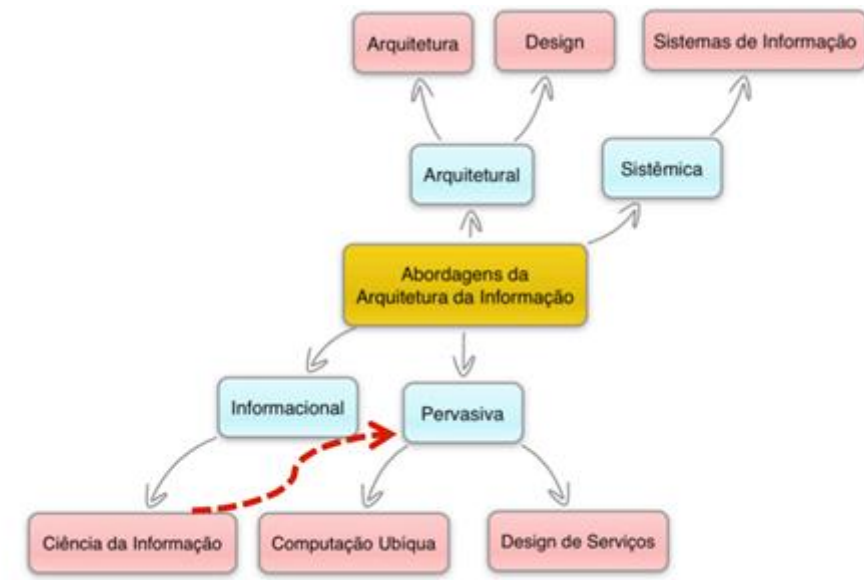 Arquitetura
Design
Sistemas de Informação
Arquitetural
Sistêmica
Abordagens da
Arquitetura da Informação
Informacional
Pervasiva
Ciência da Informação
Computação Ubíqua
Design de Serviços